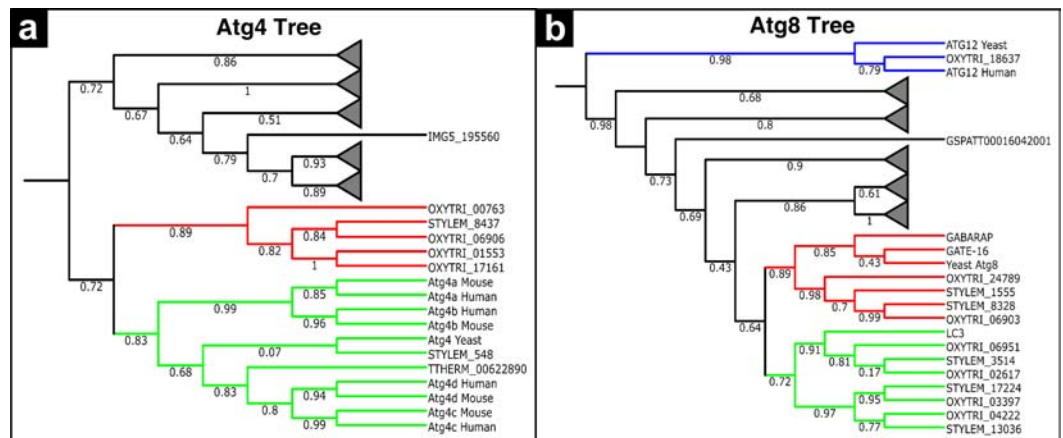 a
Atg4 Tree
0.86
0.72
1
0.67
0.51
0.64
IMG5_195560
0.79
0.93
0.7
0.89
OXYTRI_00763
0.89
STYLEM_8437
0.84
OXYTRI_06906
0.82
OXYTRI_01553
1
OXYTRI_17161
0.72
Atg4a Mouse
0.85
Atg4a Human
0.99
Atg4b Human
0.96
Atg4b Mouse
0.83
Atg4 Yeast
0.07
STYLEM_548
0.68
TTHERM_00622890
0.83
Atg4d Human
0.94
Atg4d Mouse
0.8
Atg4c Mouse
0.99
Atg4c Human
b
Atg8 Tree
ATG12 Yeast
0.98
OXYTRI_18637
0.79
ATG12 Human
0.68
0.98
0.8
GSPATT00016042001
0.73
0.9
0.69
0.61
0.86
1
GABARAP
0.85
GATE-16
0.43
Yeast Atg8
0.43
0.89
OXYTRI_24789
0.98
STYLEM_1555
0.7
STYLEM_8328
0.99
OXYTRI_06903
0.64
LC3
0.91
OXYTRI_06951
0.81
STYLEM_3514
0.17
OXYTRI_02617
0.72
STYLEM_17224
0.95
OXYTRI_03397
0.97
OXYTRI_04222
0.77
STYLEM_13036